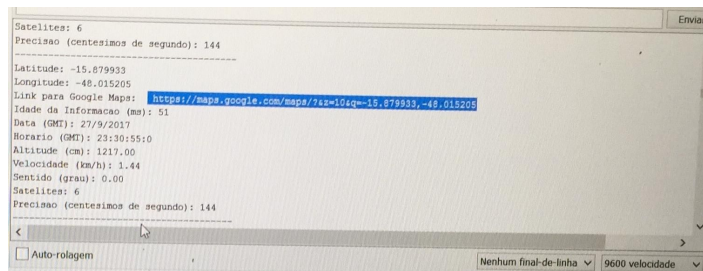 Envia
Satelites: 6
Precisao (centesimos de segundo): 144
----------------------------------------
Latitude: -15.879933
Longitude: -48.015205
Link para Google Maps: https://maps.google.com/maps/?&z=10&q=-15.879933,-48.015205
Idade da Informacao (ms): 51
Data (GMT): 27/9/2017
Horario (GMT): 23:30:55:0
Altitude (cm): 1217.00
Velocidade (km/h): 1.44
Sentido (grau): 0.00
Satelites: 6
Precisao (centesimos de segundo): 144
----------------------------------------
Auto-rolagem
Nenhum final-de-linha
9600 velocidade